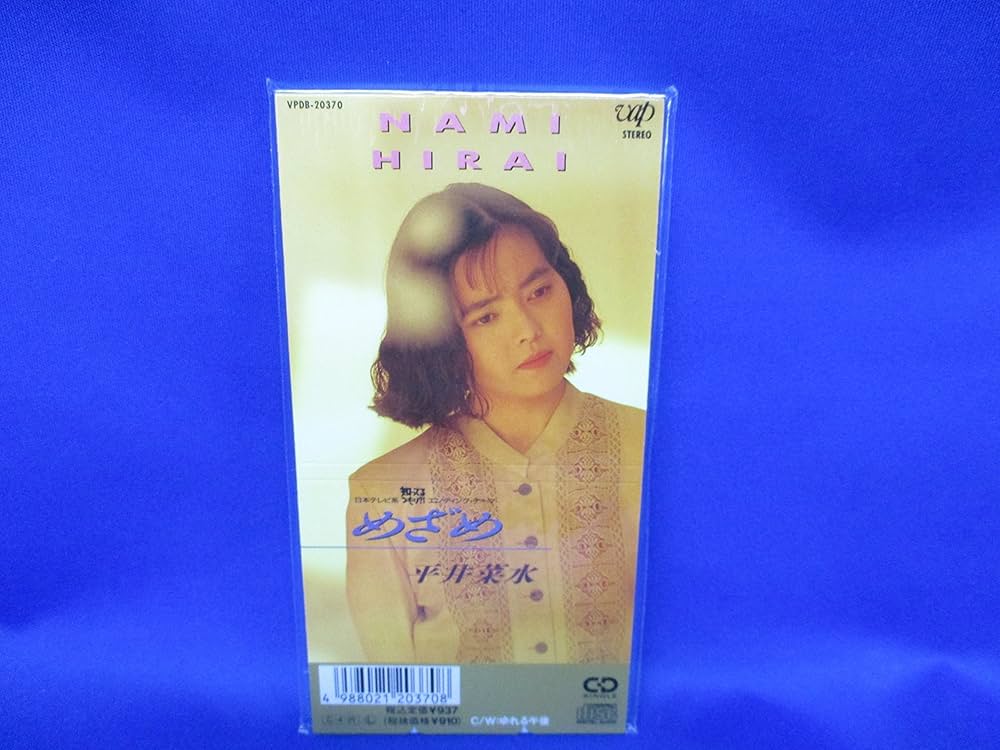 VPDB-20370
vap
STEREO
NAMI
HIRAI
日本テレビ系 知ってるつもり?! エンディング・テーマ
めざめ
平井菜水
4 988021 203708
税込定価¥937
(税抜価格¥910)
C/W:ゆれる午後
CD
SINGLE